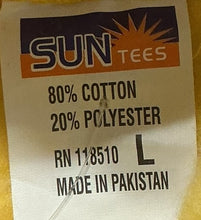 SUN TEES
80% COTTON
20% POLYESTER
RN 118510 L
MADE IN PAKISTAN